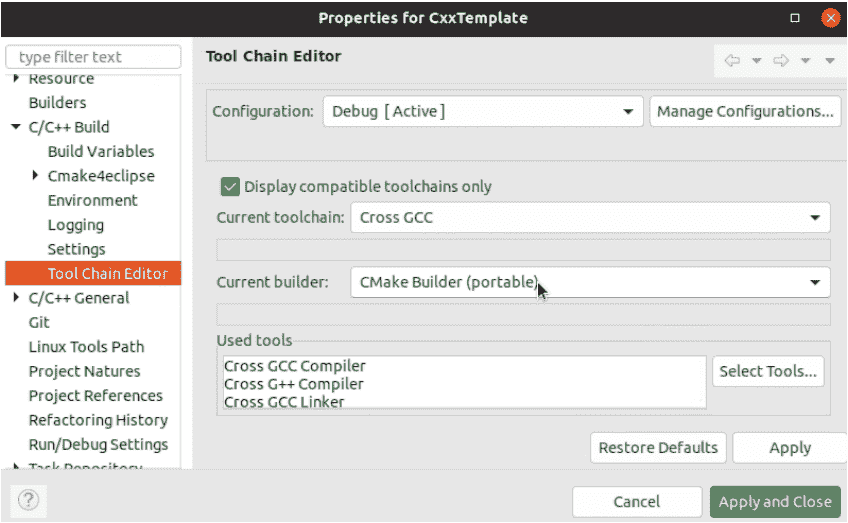 Properties for CxxTemplate
type filter text
Resource
Builders
C/C++ Build
Build Variables
Cmake4eclipse
Environment
Logging
Settings
Tool Chain Editor
C/C++ General
Git
Linux Tools Path
Project Natures
Project References
Refactoring History
Run/Debug Settings
Task Repository
Tool Chain Editor
Configuration: Debug [ Active ] Manage Configurations...
Display compatible toolchains only
Current toolchain: Cross GCC
Current builder: CMake Builder (portable)
Used tools
Cross GCC Compiler
Cross G++ Compiler
Cross GCC Linker
Select Tools...
Restore Defaults Apply
? Cancel Apply and Close